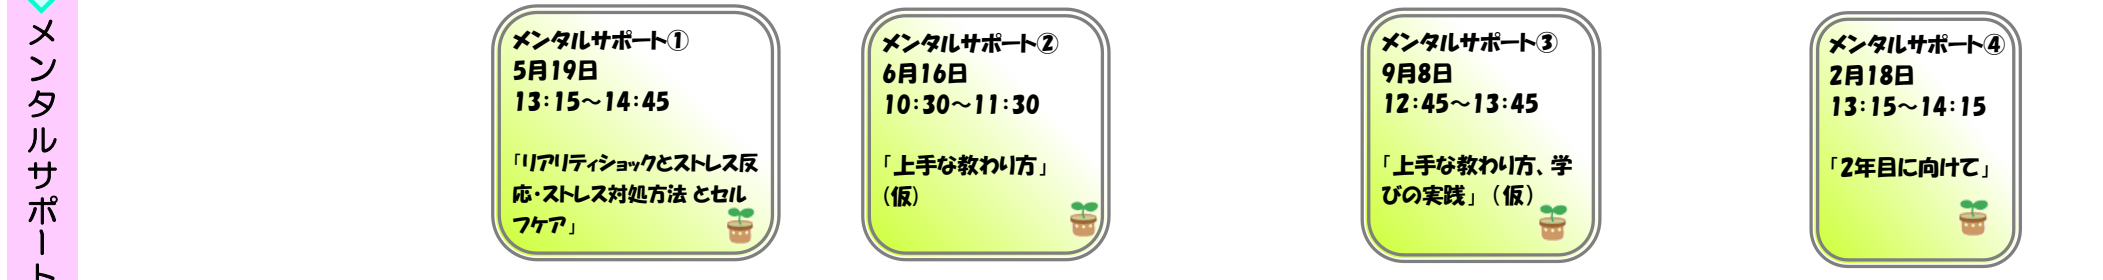 メンタルサポート
メンタルサポート①
5月19日
13:15～14:45
「リアリティショックとストレス反
応・ストレス対処方法 とセル
フケア」
メンタルサポート②
6月16日
10:30～11:30
「上手な教わり方」
(仮)
メンタルサポート③
9月8日
12:45～13:45
「上手な教わり方、学
びの実践」（仮）
メンタルサポート④
2月18日
13:15～14:15
「2年目に向けて」